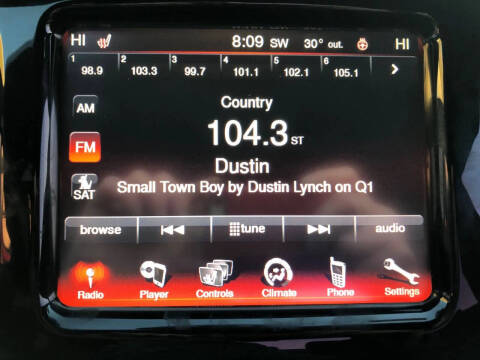 HI 8:09 SW 30° out. HI
1 98.9 2 103.3 3 99.7 4 101.1 5 102.1 6 105.1
AM
Country
FM 104.3 ST
Dustin
SAT Small Town Boy by Dustin Lynch on Q1
browse tune audio
Radio Player Controls Climate Phone Settings